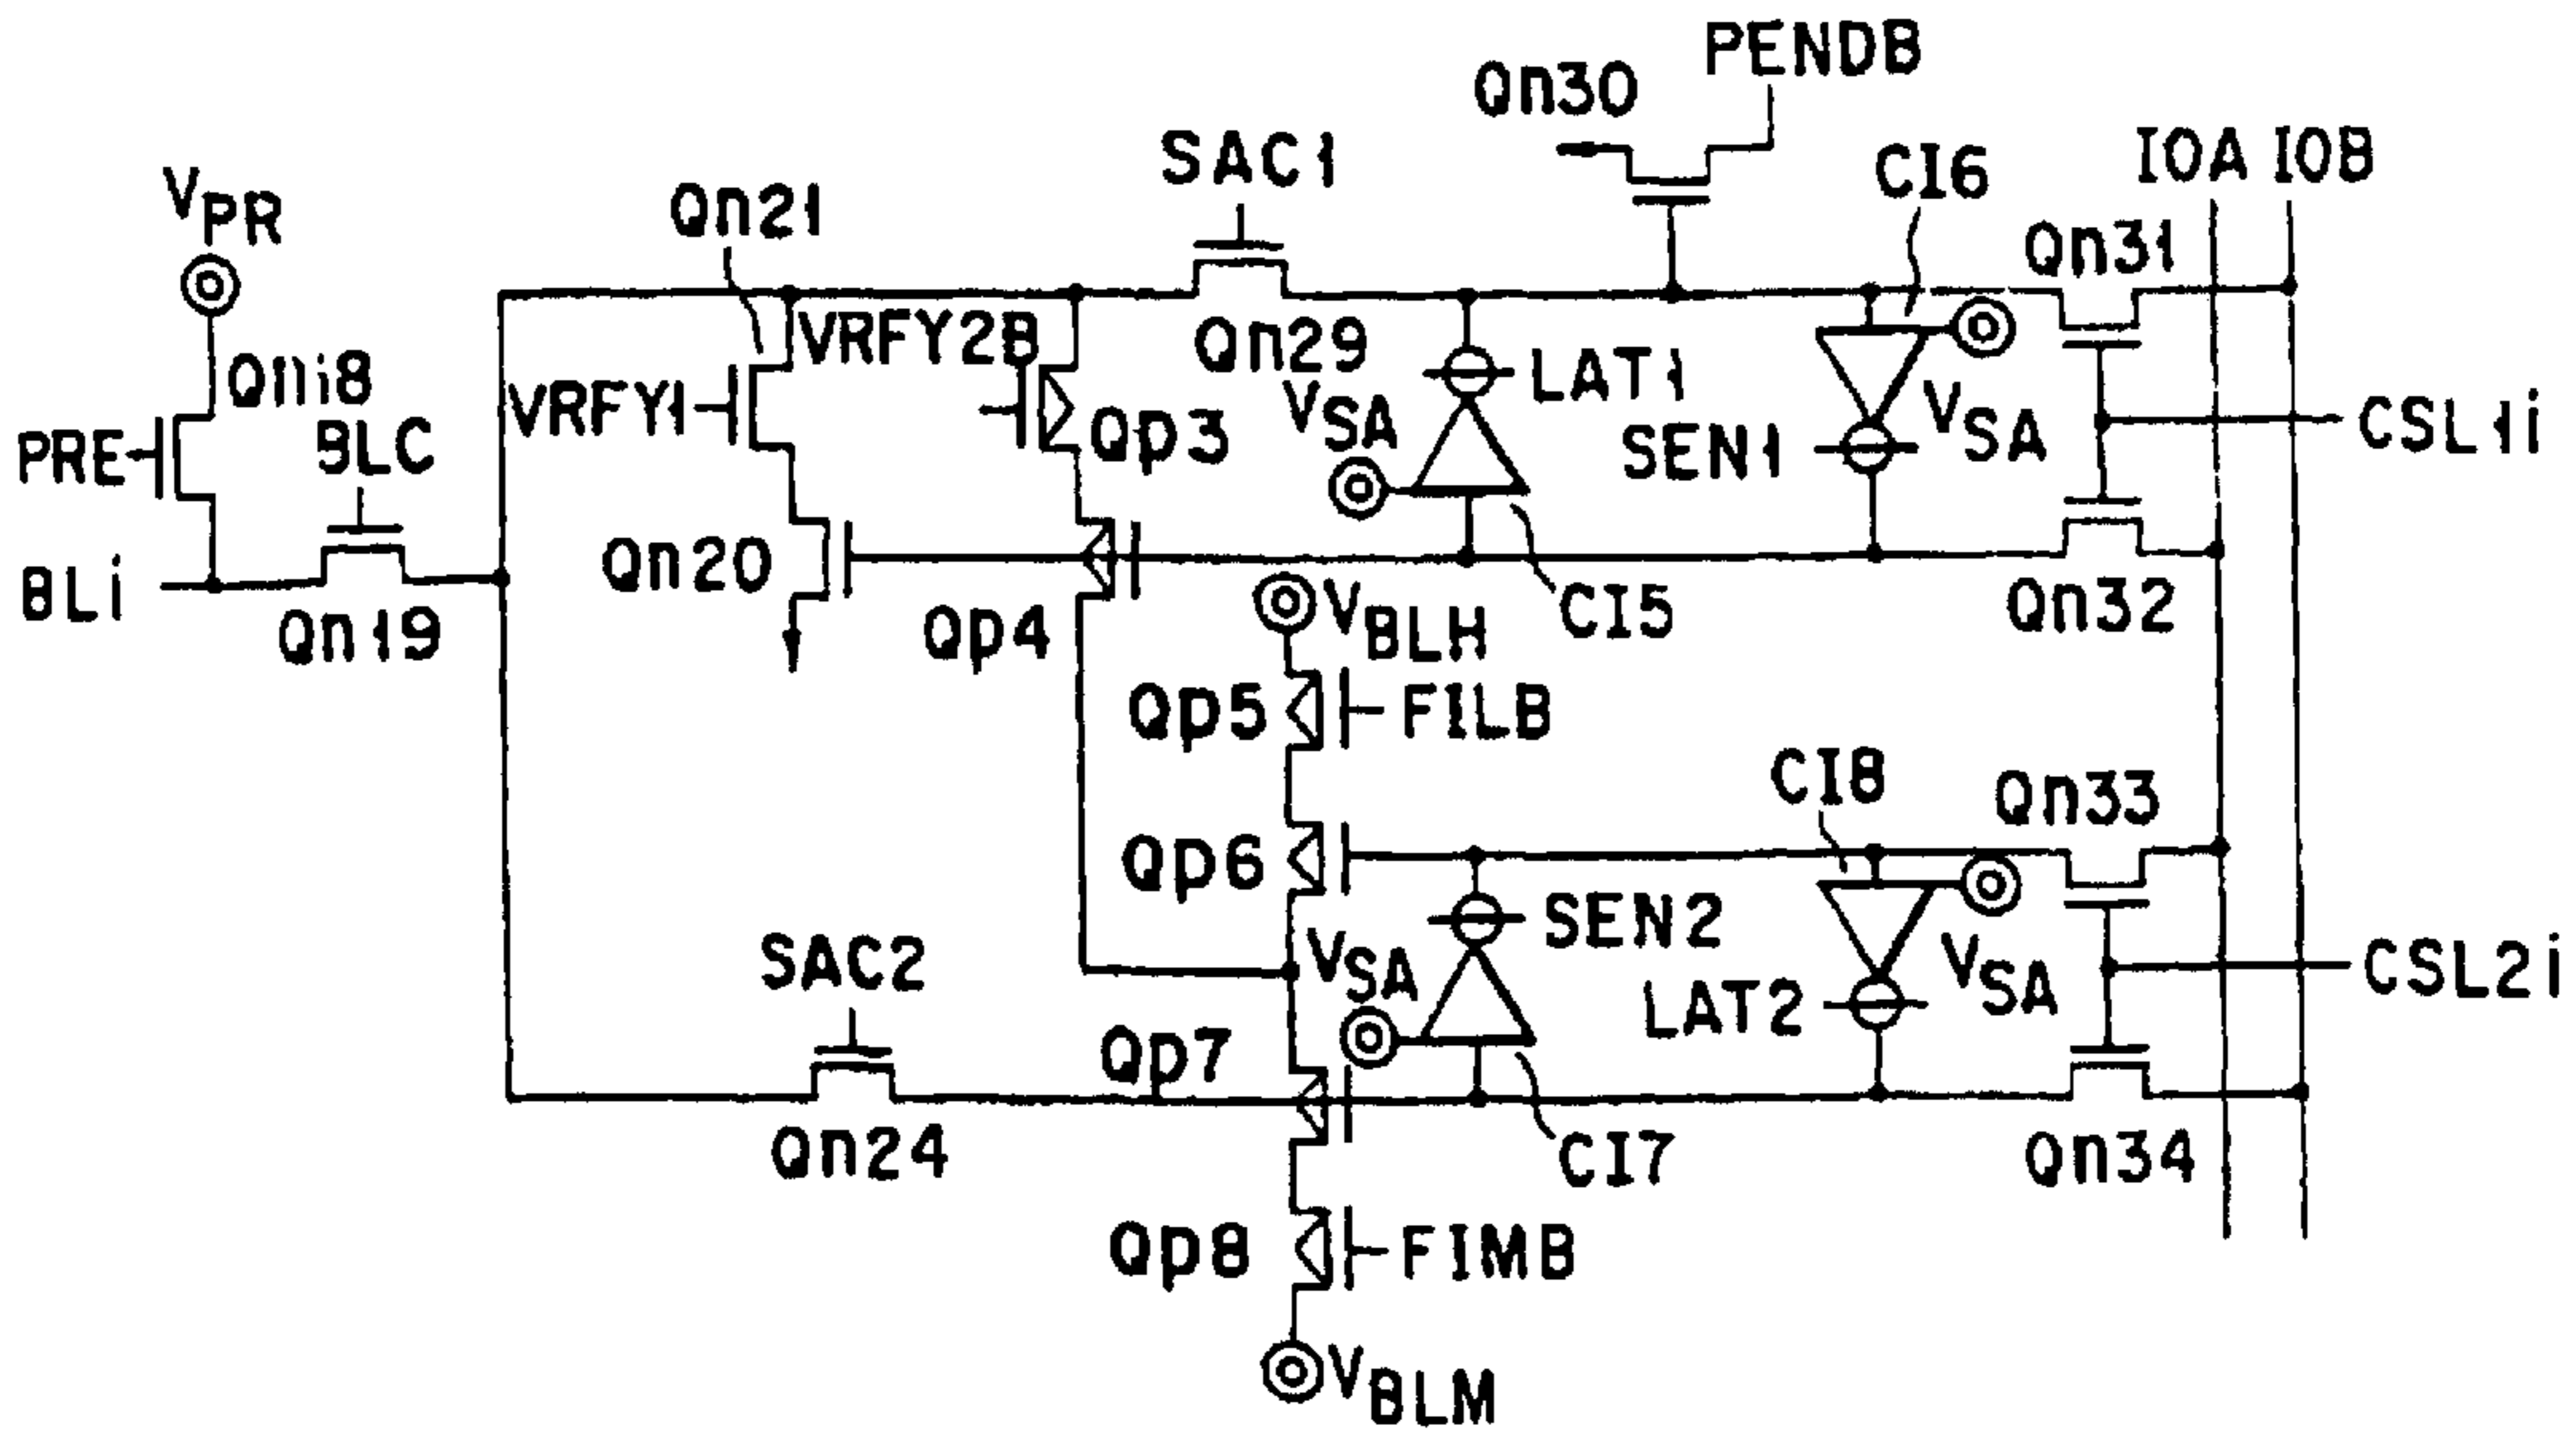 PENDB
Qn30
SAC1
CI6
IOA IOB
VPR
Qn21
Qn31
VRFY2B
Qn29
LAT1
Qni8
VRFY1
VSA
VSA
CSL1i
PRE
BLC
Qp3
SEN1
BLi
Qn20
Qn19
Qp4
VBLH
CI5
Qn32
Qp5
FILB
CI8
Qn33
Qp6
SEN2
SAC2
VSA
VSA
CSL2i
LAT2
Qp7
Qn24
CI7
Qn34
Qp8
FIMB
VBLM